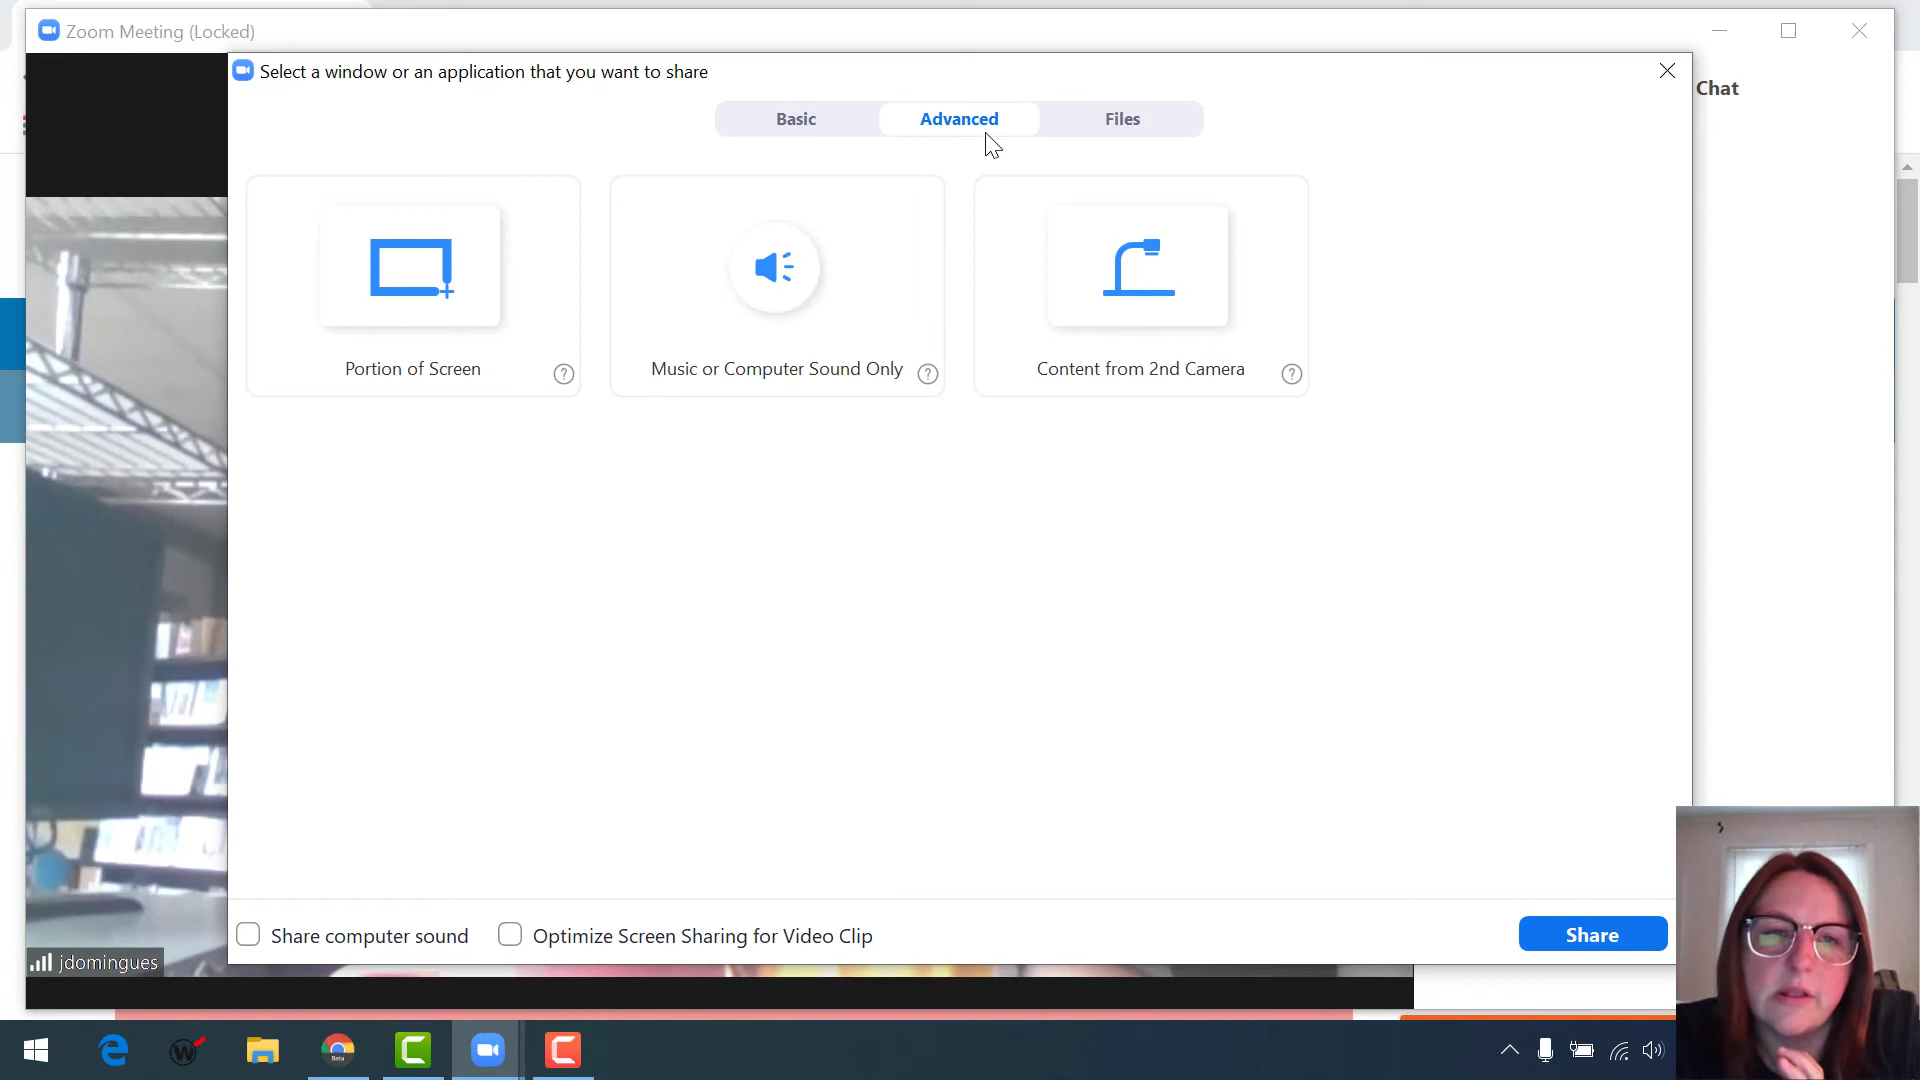 Zoom Meeting (Locked)
Select a window or an application that you want to share
Chat
Basic
Advanced
Files
Portion of Screen
?
Music or Computer Sound Only
?
Content from 2nd Camera
?
Share computer sound
Optimize Screen Sharing for Video Clip
Share
jdomingues
W
Beta